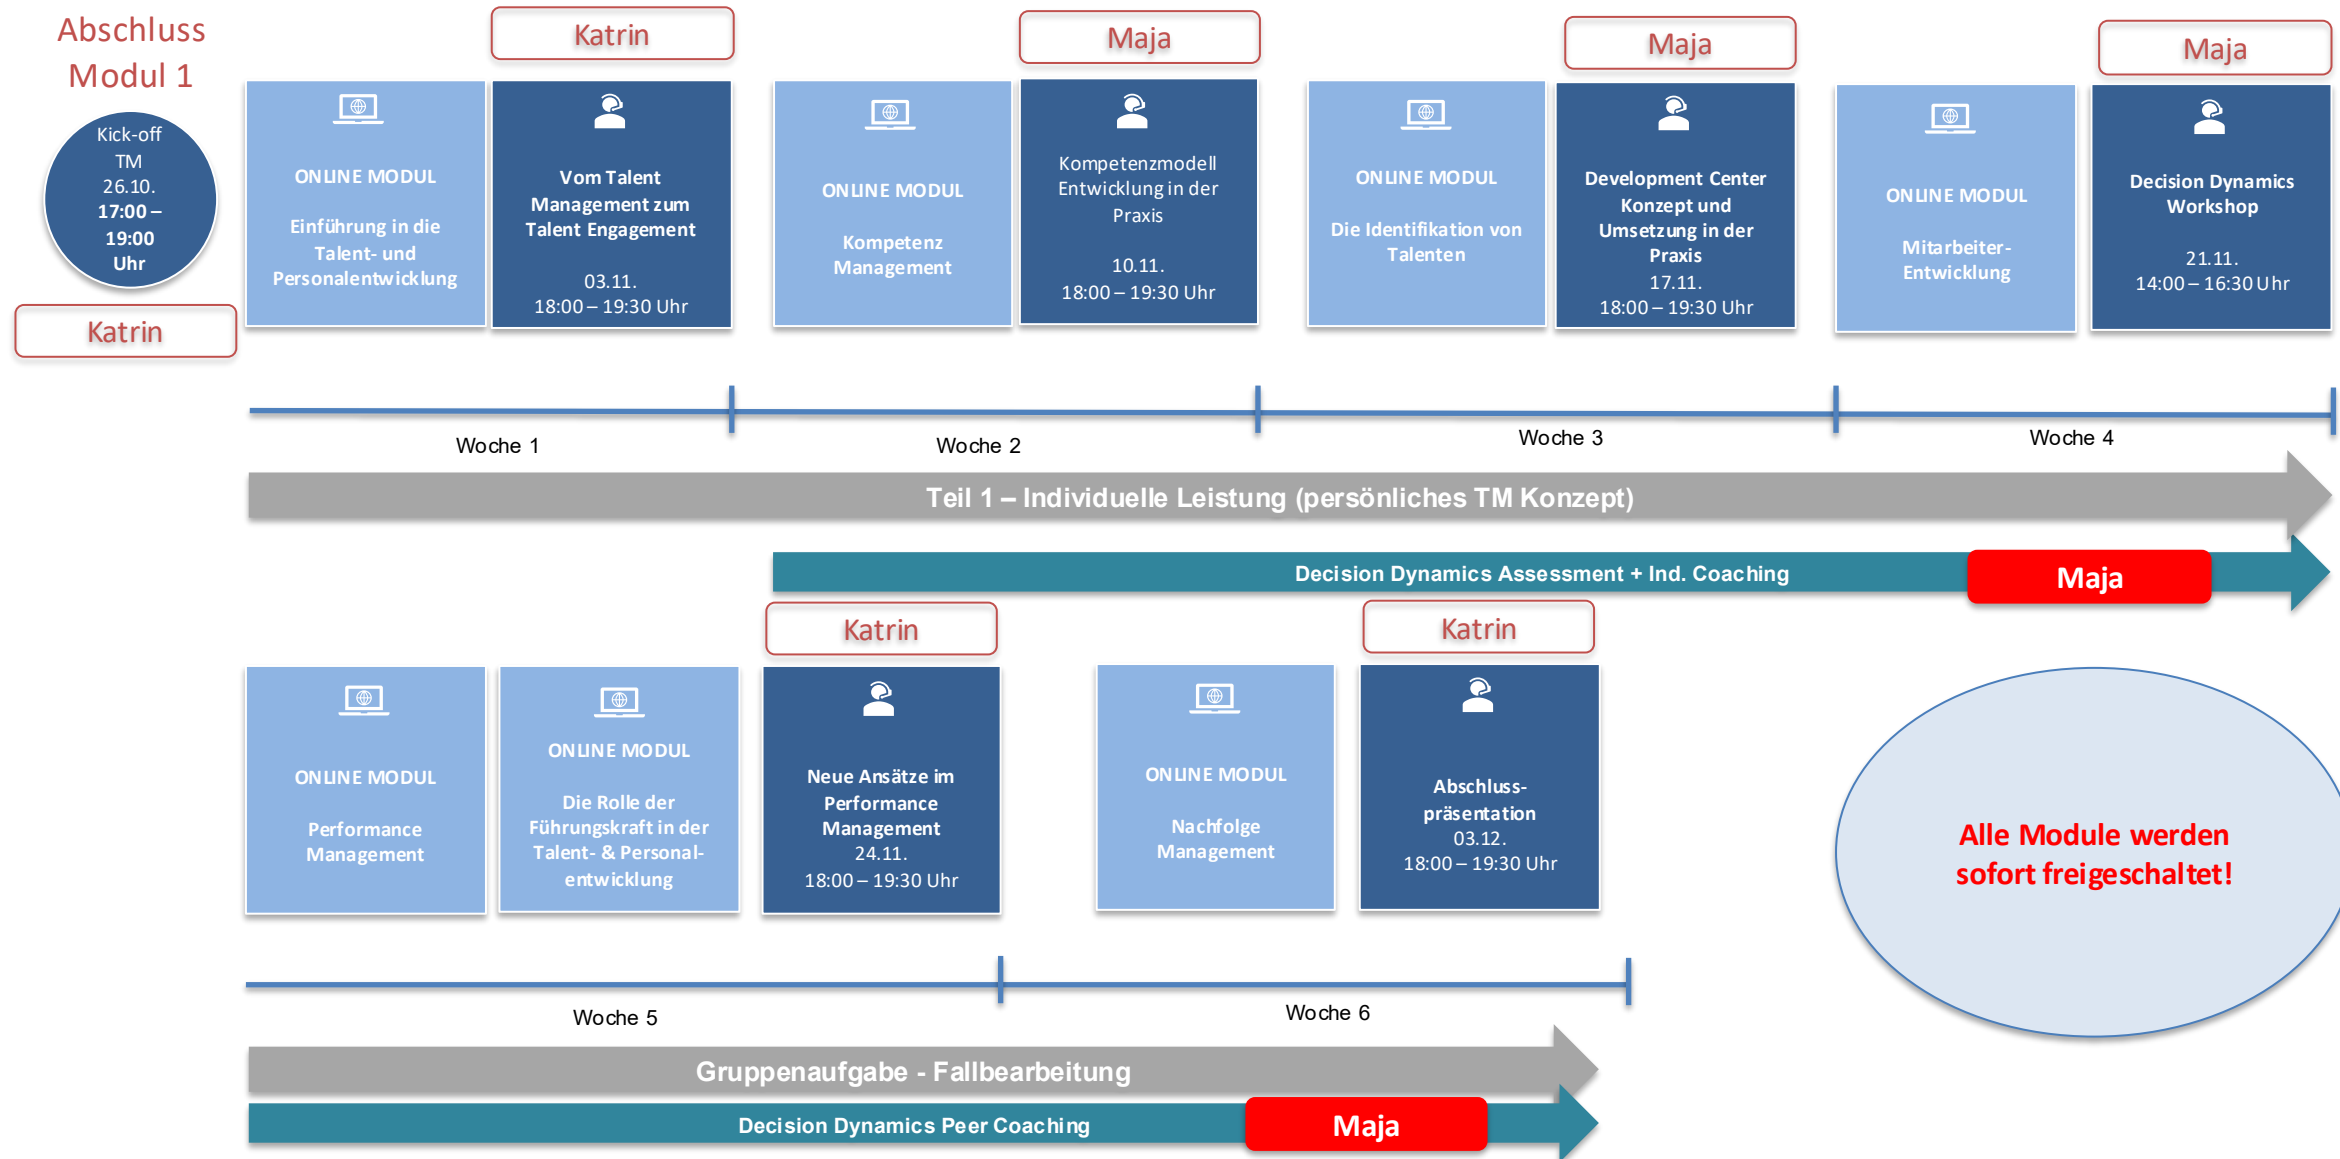 Abschluss
Modul 1
Kick-off
TM
26.10.
17:00 –
19:00
Uhr
Katrin
ONLINE MODUL
Einführung in die
Talent- und
Personalentwicklung
Katrin
Vom Talent
Management zum
Talent Engagement
03.11.
18:00 – 19:30 Uhr
ONLINE MODUL
Kompetenz
Management
Maja
Kompetenzmodell
Entwicklung in der
Praxis
10.11.
18:00 – 19:30 Uhr
ONLINE MODUL
Die Identifikation von
Talenten
Maja
Development Center
Konzept und
Umsetzung in der
Praxis
17.11.
18:00 – 19:30 Uhr
ONLINE MODUL
Mitarbeiter-
Entwicklung
Maja
Decision Dynamics
Workshop
21.11.
14:00 – 16:30 Uhr
Woche 1
Woche 2
Woche 3
Woche 4
Teil 1 – Individuelle Leistung (persönliches TM Konzept)
Decision Dynamics Assessment + Ind. Coaching
Maja
ONLINE MODUL
Performance
Management
ONLINE MODUL
Die Rolle der
Führungskraft in der
Talent- & Personal-
entwicklung
Katrin
Neue Ansätze im
Performance
Management
24.11.
18:00 – 19:30 Uhr
ONLINE MODUL
Nachfolge
Management
Katrin
Abschluss-
präsentation
03.12.
18:00 – 19:30 Uhr
Alle Module werden
sofort freigeschaltet!
Woche 5
Woche 6
Gruppenaufgabe - Fallbearbeitung
Decision Dynamics Peer Coaching
Maja